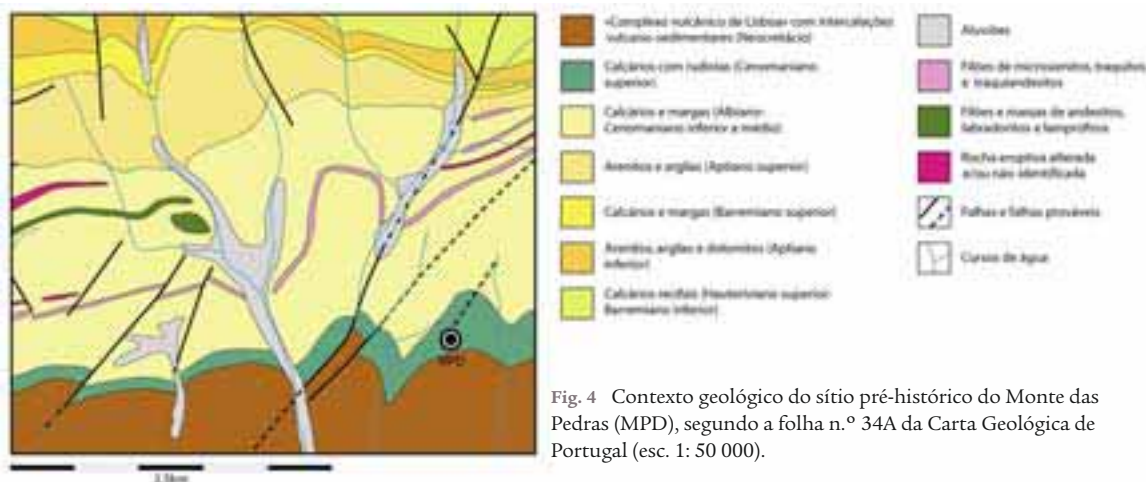 MPD
«Complexo vulcânico de Lisboa» com intercalações
vulcano-sedimentares (Neocretácio)
Calcários com rudistas (Cenomaniano
superior)
Calcários e margas (Albiano-
Cenomaniano inferior a médio)
Arenitos e argilas (Aptiano superior)
Calcários e margas (Barremiano superior)
Arenitos, argilas e dolomitos (Aptiano
inferior)
Calcários recifais (Hauteriviano superior-
Barremiano inferior)
Aluviões
Filões de microssienitos, traquitos
e traquiandesitos
Filões e massas de andesitos,
labradoritos e lamprófiros
Rocha eruptiva alterada
e/ou não identificada
Falhas e falhas prováveis
Cursos de água
Fig. 4 Contexto geológico do sítio pré-histórico do Monte das
Pedras (MPD), segundo a folha n.º 34A da Carta Geológica de
Portugal (esc. 1: 50 000).